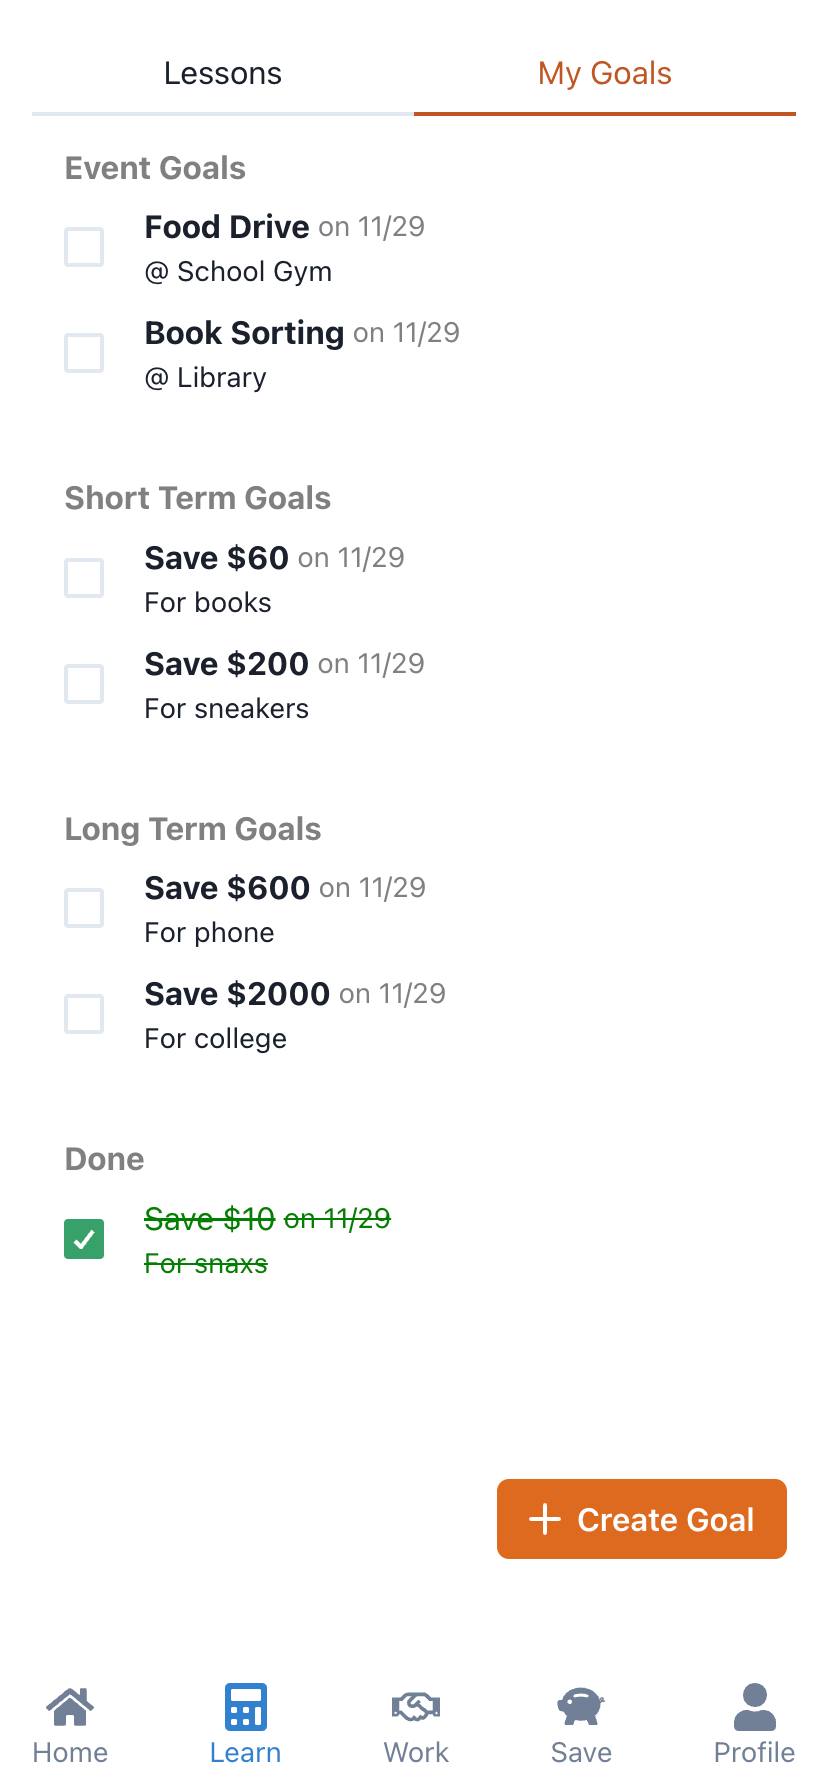 Lessons My Goals
Event Goals
Food Drive on 11/29
@ School Gym
Book Sorting on 11/29
@ Library
Short Term Goals
Save $60 on 11/29
For books
Save $200 on 11/29
For sneakers
Long Term Goals
Save $600 on 11/29
For phone
Save $2000 on 11/29
For college
Done
Save $10 on 11/29
For snaxs
Create Goal
Home Learn Work Save Profile